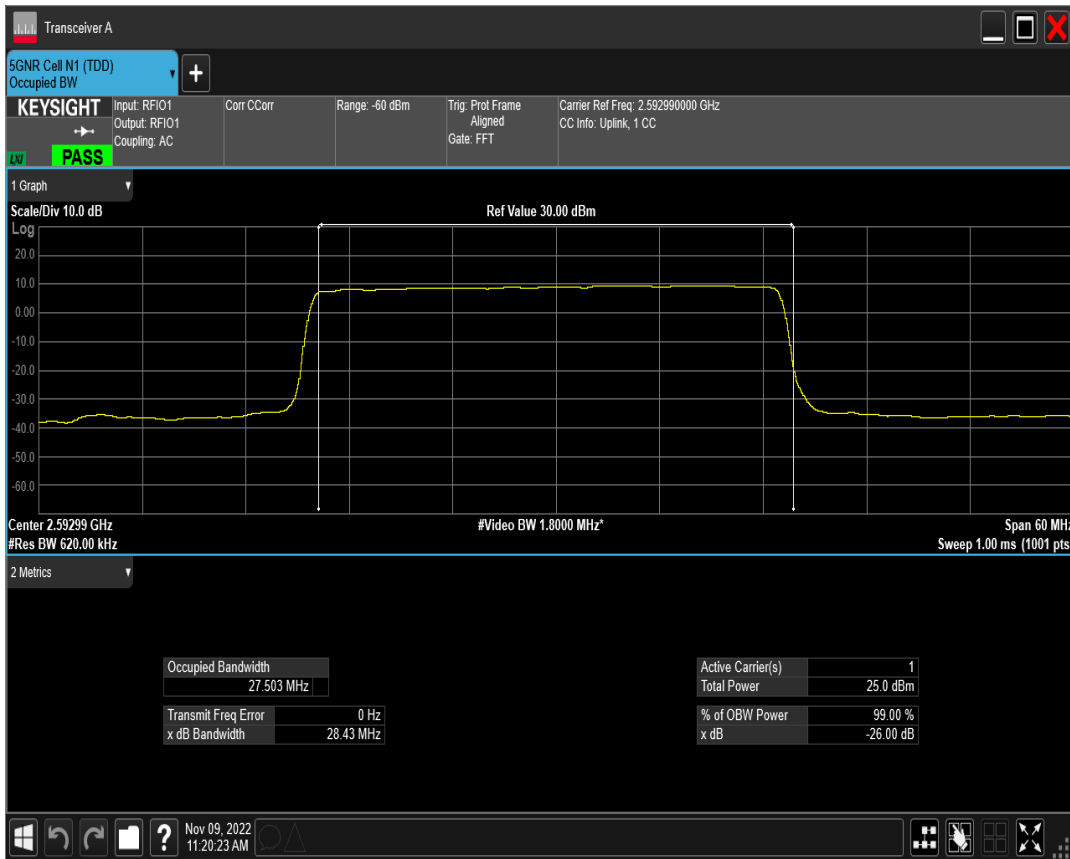 Transceiver A
5GNR Cell N1 (TDD)
Occupied BW
+
KEYSIGHT
LXI
PASS
Input: RFIO1
Output: RFIO1
Coupling: AC
Corr CCorr
Range: -60 dBm
Trig: Prot Frame
Aligned
Gate: FFT
Carrier Ref Freq: 2.592990000 GHz
CC Info: Uplink, 1 CC
1 Graph
Scale/Div 10.0 dB
Ref Value 30.00 dBm
Log
20.0
10.0
0.00
-10.0
-20.0
-30.0
-40.0
-50.0
-60.0
Center 2.59299 GHz
#Video BW 1.8000 MHz*
Span 60 MHz
#Res BW 620.00 kHz
Sweep 1.00 ms (1001 pts
2 Metrics
Occupied Bandwidth
27.503 MHz
Transmit Freq Error 0 Hz
x dB Bandwidth 28.43 MHz
Active Carrier(s) 1
Total Power 25.0 dBm
% of OBW Power 99.00 %
x dB -26.00 dB
?
Nov 09, 2022
11:20:23 AM